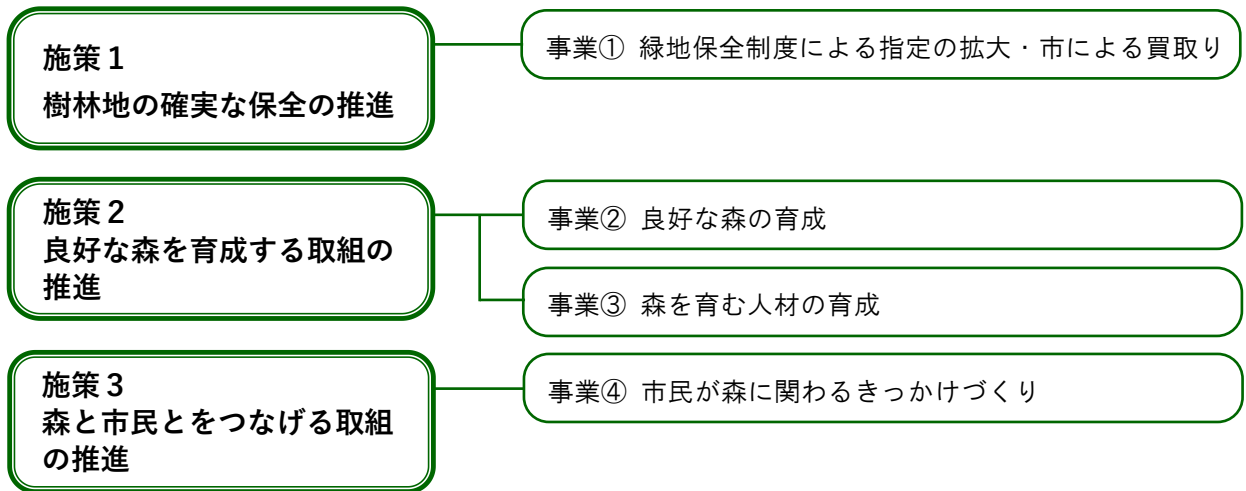 施策1
樹林地の確実な保全の推進
事業① 緑地保全制度による指定の拡大・市による買取り
施策2
良好な森を育成する取組の
推進
事業② 良好な森の育成
事業③ 森を育む人材の育成
施策3
森と市民とをつなげる取組
の推進
事業④ 市民が森に関わるきっかけづくり